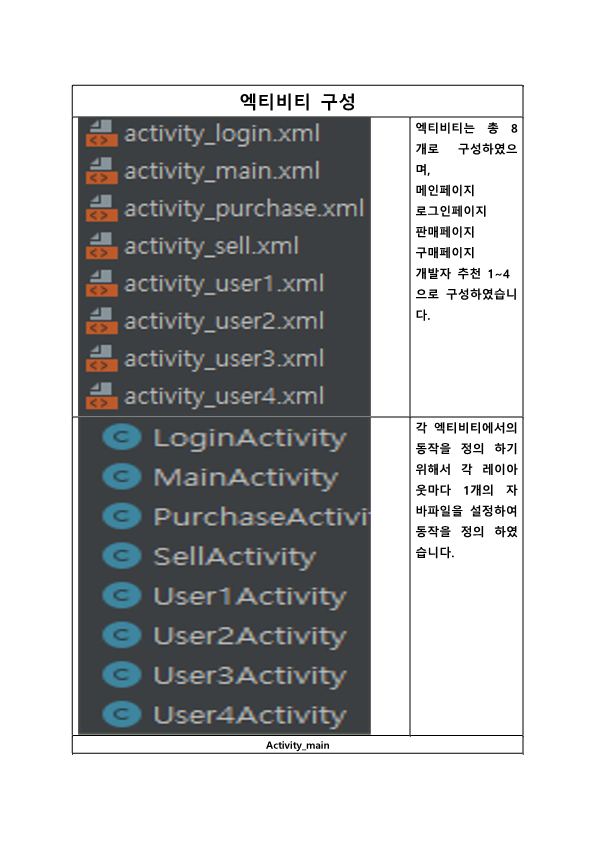 엑티비티 구성
activity_login.xml
activity_main.xml
activity_purchase.xml
activity_sell.xml
activity_user1.xml
activity_user2.xml
activity_user3.xml
activity_user4.xml
엑티비티는 총 8
개로 구성하였으
며,
메인페이지
로그인페이지
판매페이지
구매페이지
개발자 추천 1~4
으로 구성하였습니
다.
LoginActivity
MainActivity
PurchaseActivi
SellActivity
User1Activity
User2Activity
User3Activity
User4Activity
각 엑티비티에서의
동작을 정의 하기
위해서 각 레이아
웃마다 1개의 자
바파일을 설정하여
동작을 정의 하였
습니다.
Activity_main